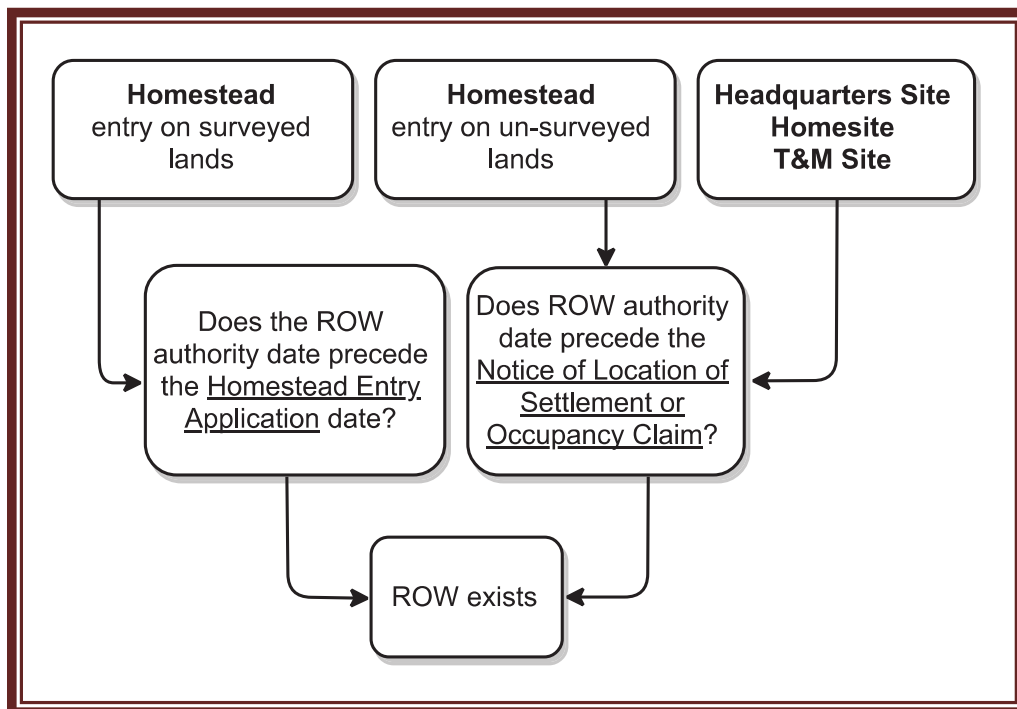 Homestead
entry on surveyed
lands
Homestead
entry on un-surveyed
lands
Headquarters Site
Homesite
T&M Site
Does the ROW
authority date precede
the Homestead Entry
Application date?
Does ROW authority
date precede the
Notice of Location of
Settlement or
Occupancy Claim?
ROW exists